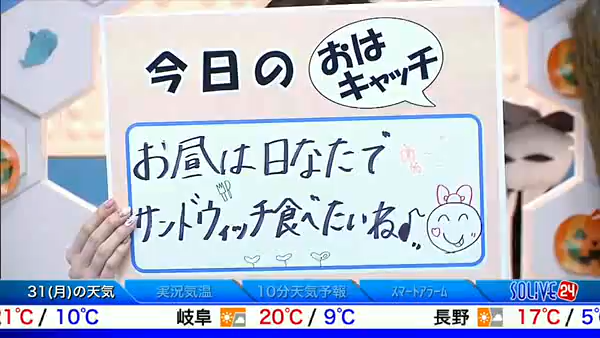 今日の
おは
キャッチ
お昼は日なたで
サンドウィッチ食べたいね♪
31(月)の天気
実況気温
10分天気予報
スマートアラーム
SOLiVE24
21℃/10℃
岐阜 20℃/9℃
長野 17℃/5